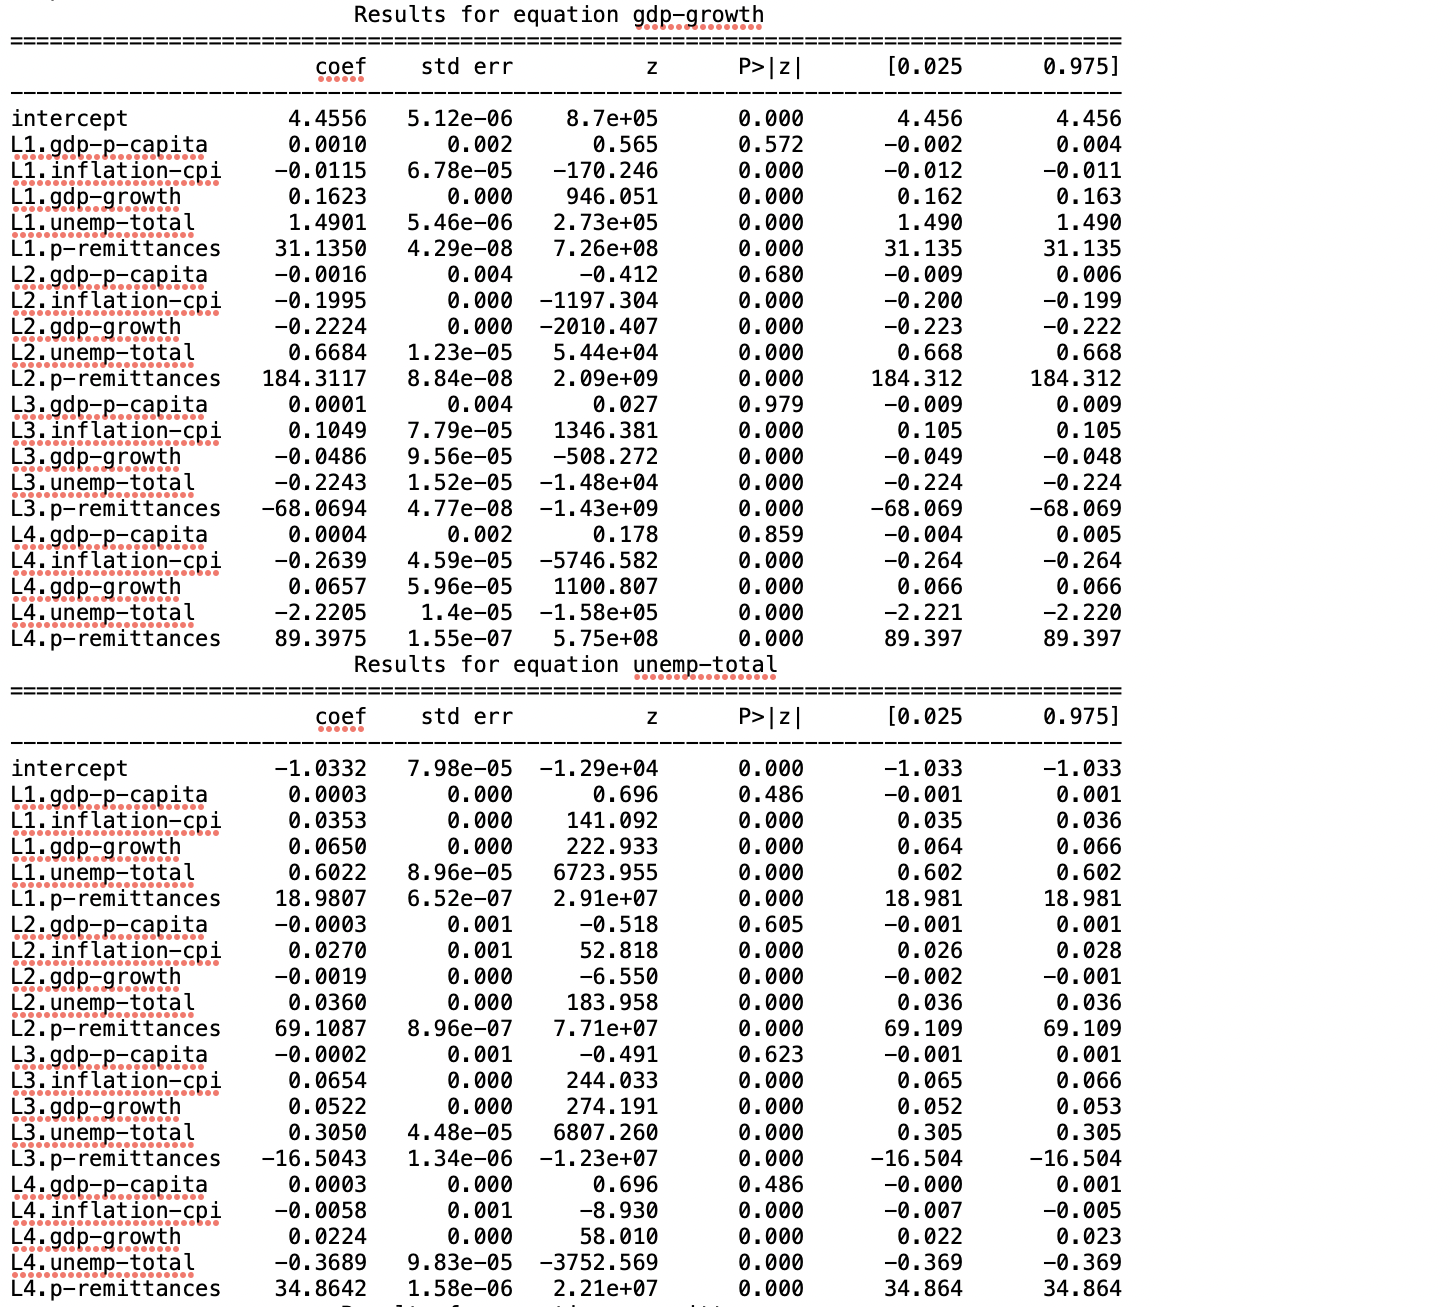 Results for equation gdp-growth
==============================================================================
coef std err z P>|z| [0.025 0.975]
------------------------------------------------------------------------------
intercept 4.4556 5.12e-06 8.7e+05 0.000 4.456 4.456
L1.gdp-p-capita 0.0010 0.002 0.565 0.572 -0.002 0.004
L1.inflation-cpi -0.0115 6.78e-05 -170.246 0.000 -0.012 -0.011
L1.gdp-growth 0.1623 0.000 946.051 0.000 0.162 0.163
L1.unemp-total 1.4901 5.46e-06 2.73e+05 0.000 1.490 1.490
L1.p-remittances 31.1350 4.29e-08 7.26e+08 0.000 31.135 31.135
L2.gdp-p-capita -0.0016 0.004 -0.412 0.680 -0.009 0.006
L2.inflation-cpi -0.1995 0.000 -1197.304 0.000 -0.200 -0.199
L2.gdp-growth -0.2224 0.000 -2010.407 0.000 -0.223 -0.222
L2.unemp-total 0.6684 1.23e-05 5.44e+04 0.000 0.668 0.668
L2.p-remittances 184.3117 8.84e-08 2.09e+09 0.000 184.312 184.312
L3.gdp-p-capita 0.0001 0.004 0.027 0.979 -0.009 0.009
L3.inflation-cpi 0.1049 7.79e-05 1346.381 0.000 0.105 0.105
L3.gdp-growth -0.0486 9.56e-05 -508.272 0.000 -0.049 -0.048
L3.unemp-total -0.2243 1.52e-05 -1.48e+04 0.000 -0.224 -0.224
L3.p-remittances -68.0694 4.77e-08 -1.43e+09 0.000 -68.069 -68.069
L4.gdp-p-capita 0.0004 0.002 0.178 0.859 -0.004 0.005
L4.inflation-cpi -0.2639 4.59e-05 -5746.582 0.000 -0.264 -0.264
L4.gdp-growth 0.0657 5.96e-05 1100.807 0.000 0.066 0.066
L4.unemp-total -2.2205 1.4e-05 -1.58e+05 0.000 -2.221 -2.220
L4.p-remittances 89.3975 1.55e-07 5.75e+08 0.000 89.397 89.397
Results for equation unemp-total
==============================================================================
coef std err z P>|z| [0.025 0.975]
------------------------------------------------------------------------------
intercept -1.0332 7.98e-05 -1.29e+04 0.000 -1.033 -1.033
L1.gdp-p-capita 0.0003 0.000 0.696 0.486 -0.001 0.001
L1.inflation-cpi 0.0353 0.000 141.092 0.000 0.035 0.036
L1.gdp-growth 0.0650 0.000 222.933 0.000 0.064 0.066
L1.unemp-total 0.6022 8.96e-05 6723.955 0.000 0.602 0.602
L1.p-remittances 18.9807 6.52e-07 2.91e+07 0.000 18.981 18.981
L2.gdp-p-capita -0.0003 0.001 -0.518 0.605 -0.001 0.001
L2.inflation-cpi 0.0270 0.001 52.818 0.000 0.026 0.028
L2.gdp-growth -0.0019 0.000 -6.550 0.000 -0.002 -0.001
L2.unemp-total 0.0360 0.000 183.958 0.000 0.036 0.036
L2.p-remittances 69.1087 8.96e-07 7.71e+07 0.000 69.109 69.109
L3.gdp-p-capita -0.0002 0.001 -0.491 0.623 -0.001 0.001
L3.inflation-cpi 0.0654 0.000 244.033 0.000 0.065 0.066
L3.gdp-growth 0.0522 0.000 274.191 0.000 0.052 0.053
L3.unemp-total 0.3050 4.48e-05 6807.260 0.000 0.305 0.305
L3.p-remittances -16.5043 1.34e-06 -1.23e+07 0.000 -16.504 -16.504
L4.gdp-p-capita 0.0003 0.000 0.696 0.486 -0.000 0.001
L4.inflation-cpi -0.0058 0.001 -8.930 0.000 -0.007 -0.005
L4.gdp-growth 0.0224 0.000 58.010 0.000 0.022 0.023
L4.unemp-total -0.3689 9.83e-05 -3752.569 0.000 -0.369 -0.369
L4.p-remittances 34.8642 1.58e-06 2.21e+07 0.000 34.864 34.864